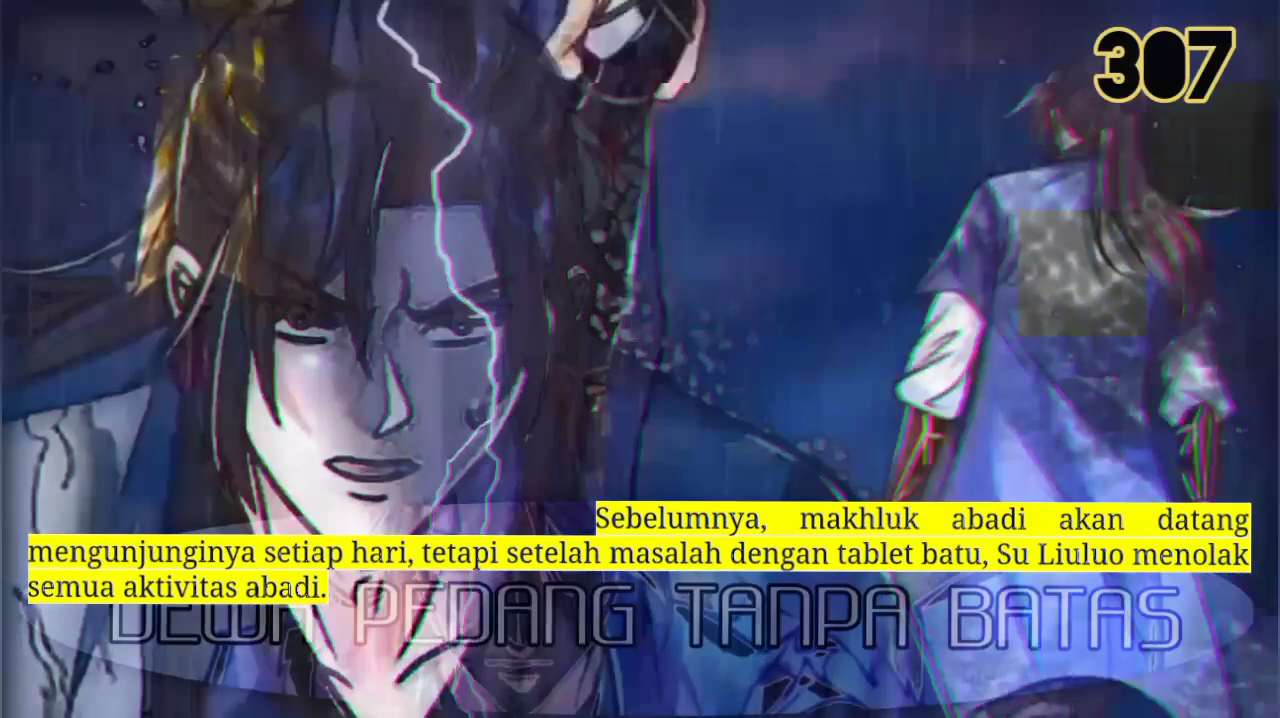 307
Sebelumnya, makhluk abadi akan datang
mengunjunginya setiap hari, tetapi setelah masalah dengan tablet batu, Su Liuluo menolak
semua aktivitas abadi.
DEWA PEDANG TANPA BATAS